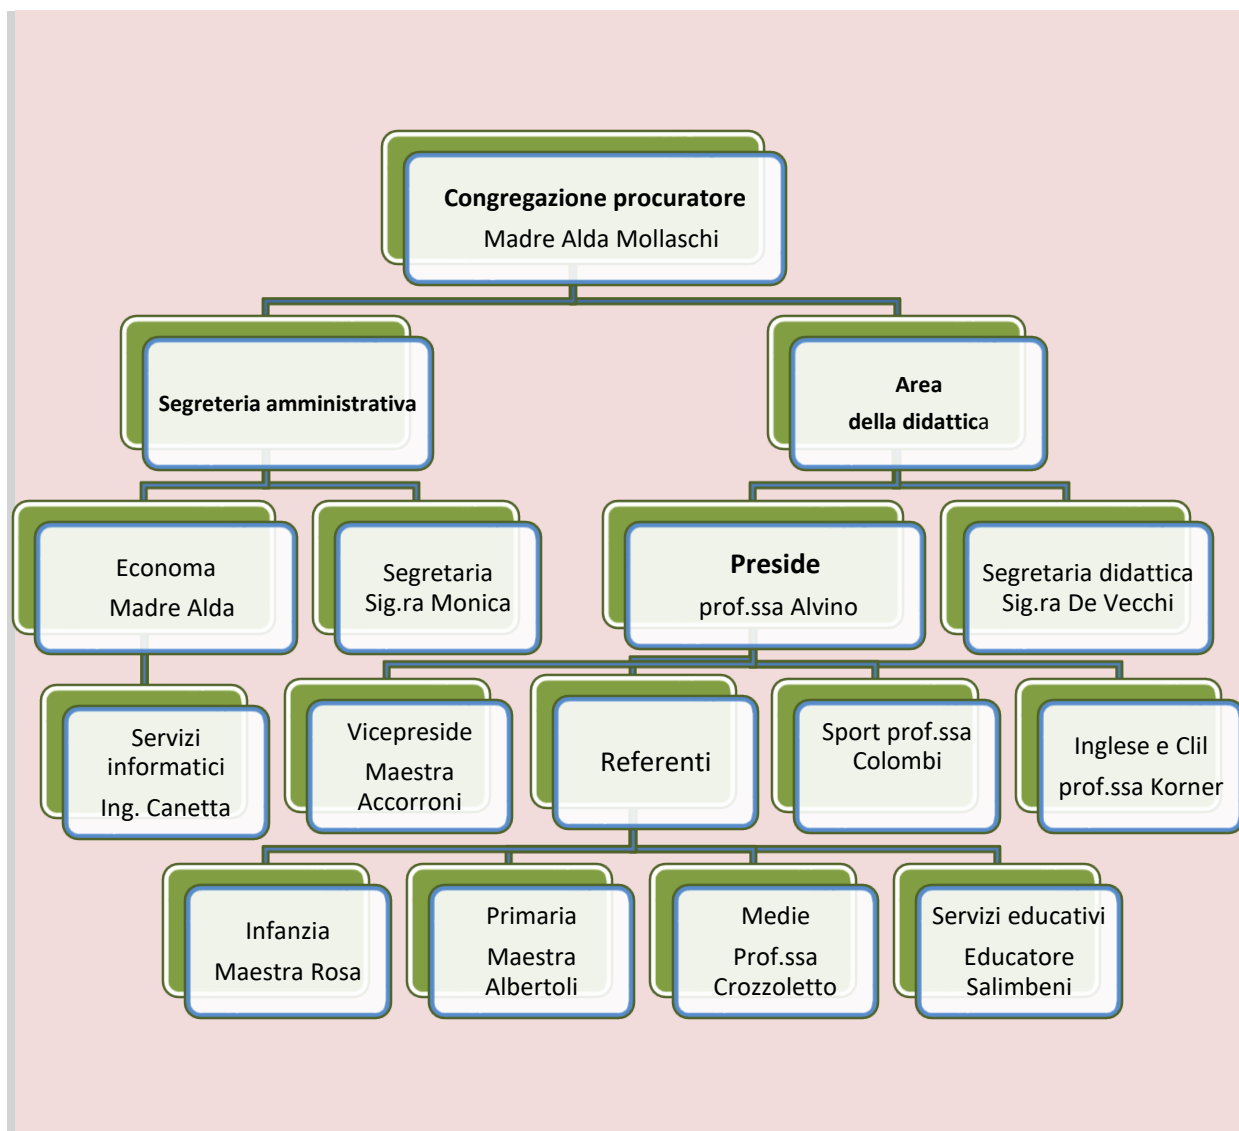 Congregazione procuratore
Madre Alda Mollaschi
Segreteria amministrativa
Area
della didattica
Economa
Madre Alda
Segretaria
Sig.ra Monica
Preside
prof.ssa Alvino
Segretaria didattica
Sig.ra De Vecchi
Servizi
informatici
Ing. Canetta
Vicepreside
Maestra
Accorroni
Referenti
Sport prof.ssa
Colombi
Inglese e Clil
prof.ssa Korner
Infanzia
Maestra Rosa
Primaria
Maestra
Albertoli
Medie
Prof.ssa
Crozzoletto
Servizi educativi
Educatore
Salimbeni